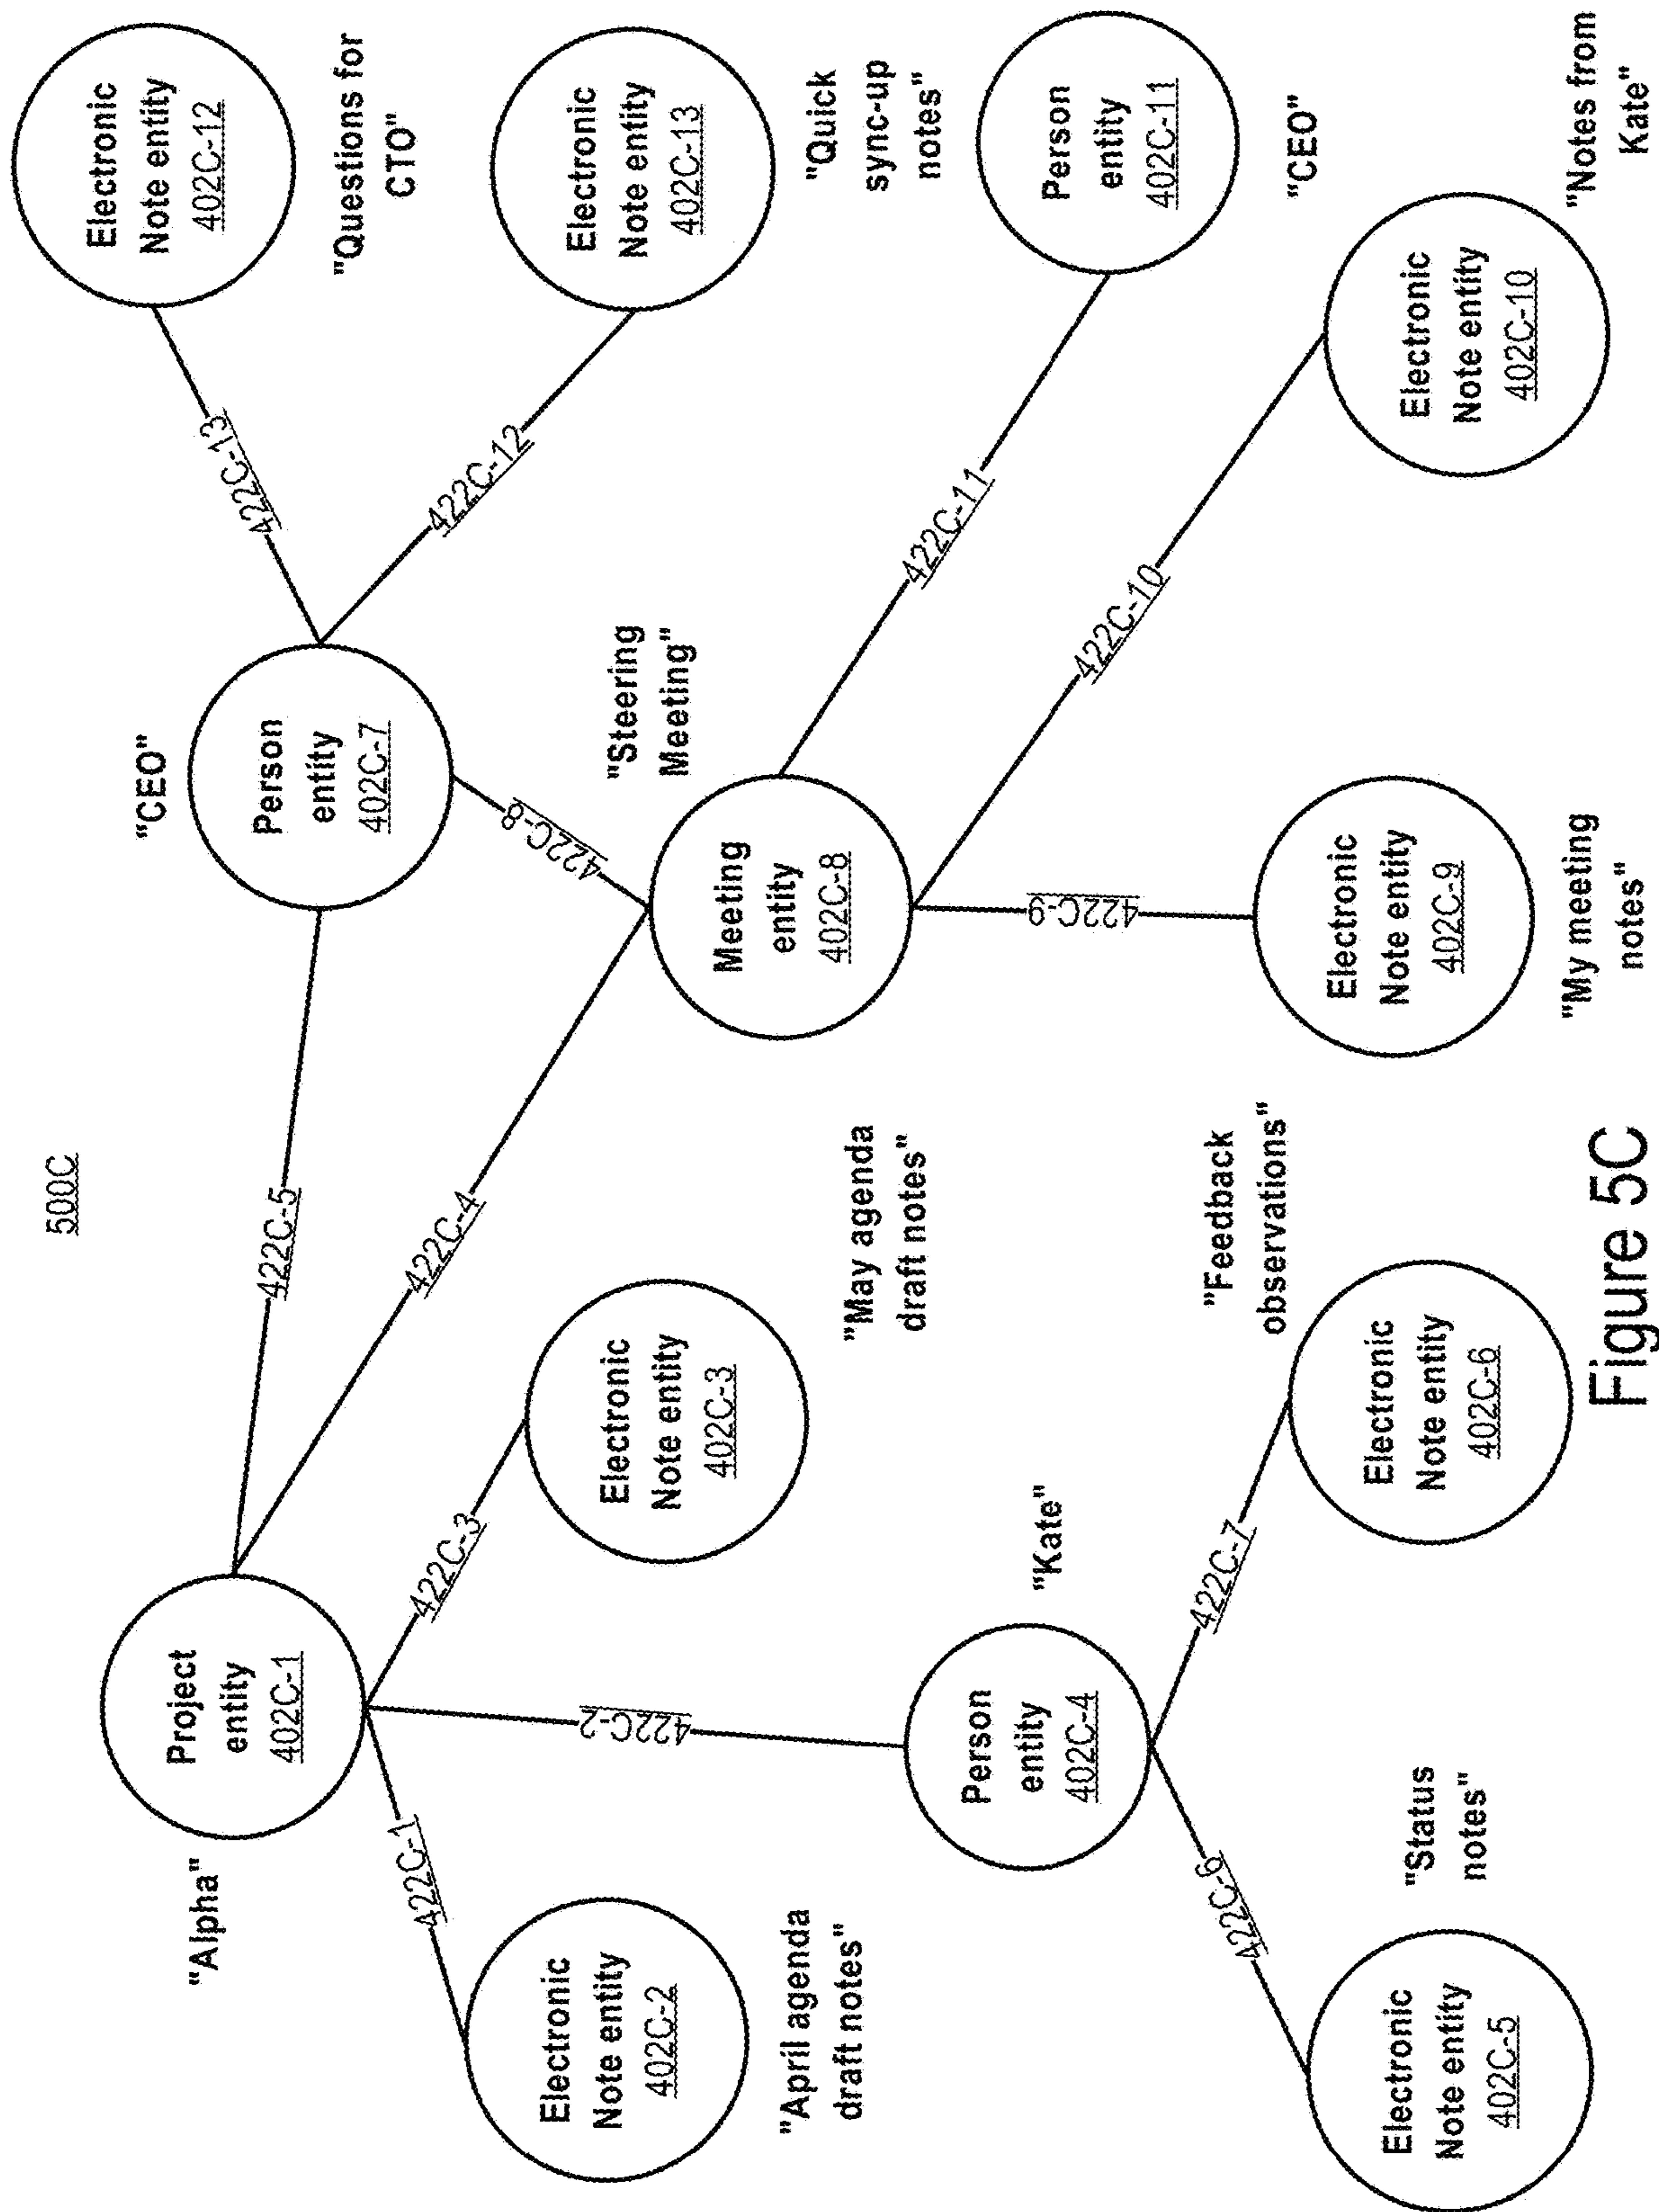 500C
"Alpha"
Project
entity
402C-1
422C-5
"CEO"
Person
entity
402C-7
422C-13
Electronic
Note entity
402C-12
"Questions for
CTO"
422C-1
422C-3
422C-4
422C-8
422C-12
Electronic
Note entity
402C-13
"Quick
sync-up
notes"
Electronic
Note entity
402C-2
"April agenda
draft notes"
422C-2
Electronic
Note entity
402C-3
"May agenda
draft notes"
"Steering
Meeting"
Meeting
entity
402C-8
422C-11
Person
entity
402C-11
"CEO"
Person
entity
402C-4
"Kate"
422C-9
422C-10
422C-6
422C-7
Electronic
Note entity
402C-5
"Status
notes"
Electronic
Note entity
402C-6
"Feedback
observations"
Electronic
Note entity
402C-9
"My meeting
notes"
Electronic
Note entity
402C-10
"Notes from
Kate"
Figure 5C